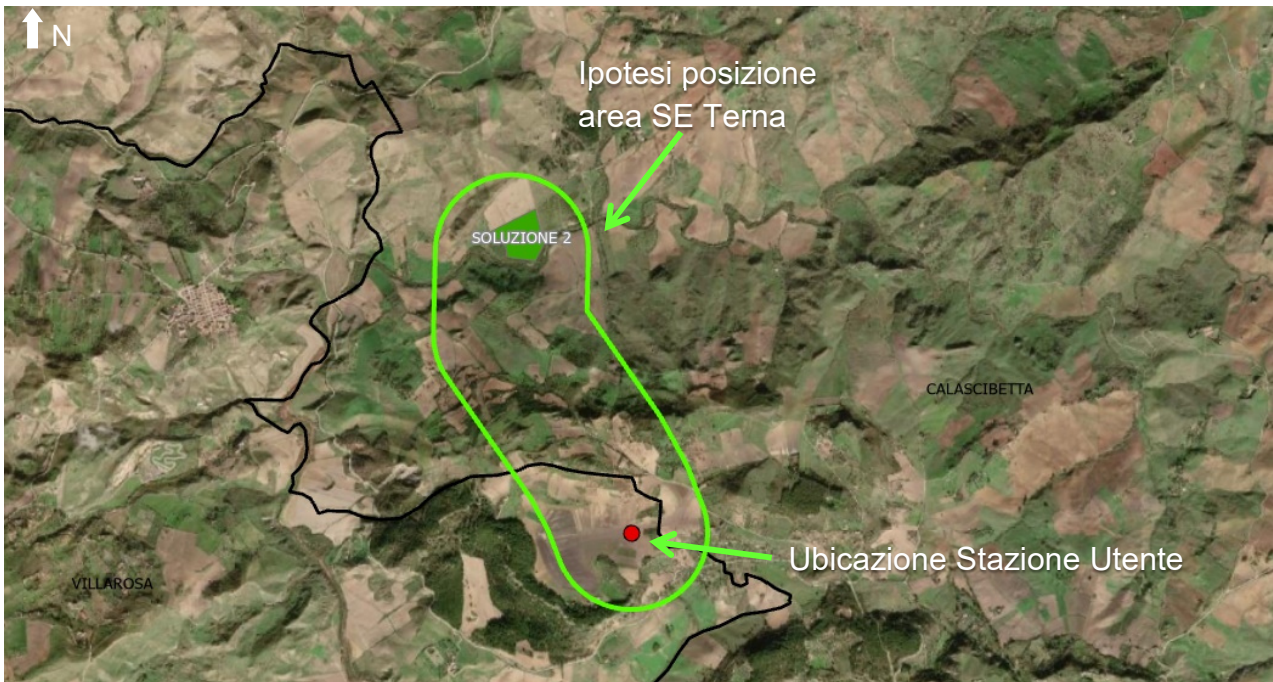 N
Ipotesi posizione
area SE Terna
SOLUZIONE 2
CALASCIBETTA
Ubicazione Stazione Utente
VILLAROSA